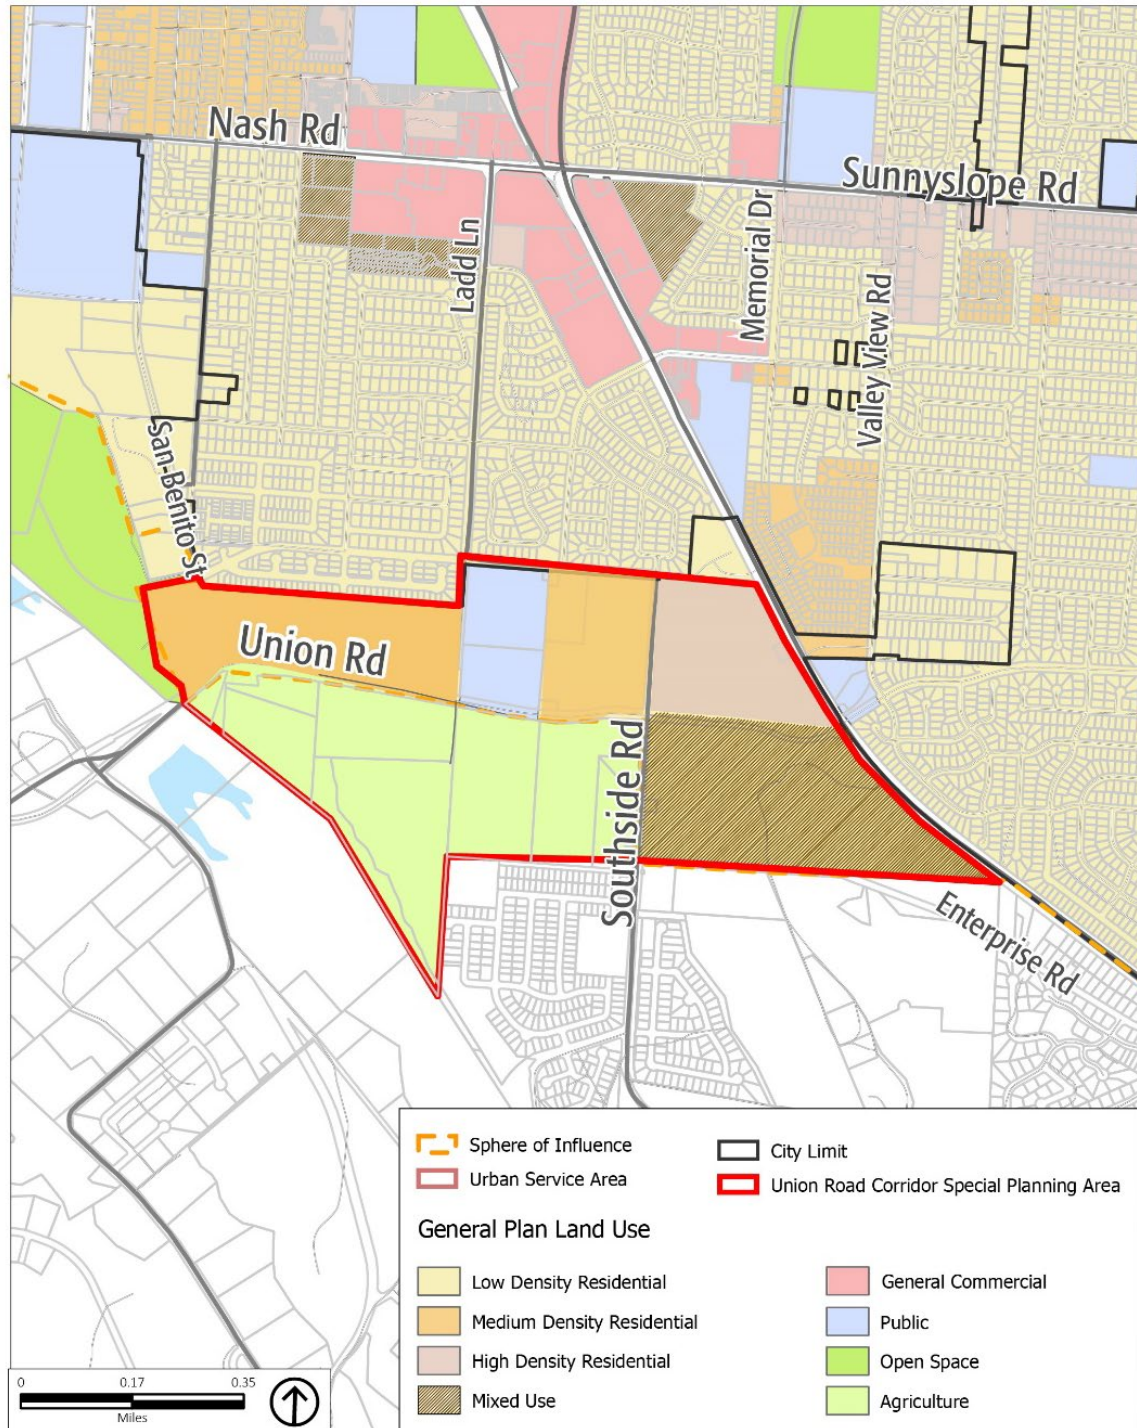 Nash Rd
Sunnyslope Rd
Ladd Ln
Memorial Dr
Valley View Rd
San Benito St
Union Rd
Southside Rd
Enterprise Rd
Sphere of Influence
City Limit
Urban Service Area
Union Road Corridor Special Planning Area
General Plan Land Use
Low Density Residential
General Commercial
Medium Density Residential
Public
High Density Residential
Open Space
Mixed Use
Agriculture
0 0.17 0.35
Miles